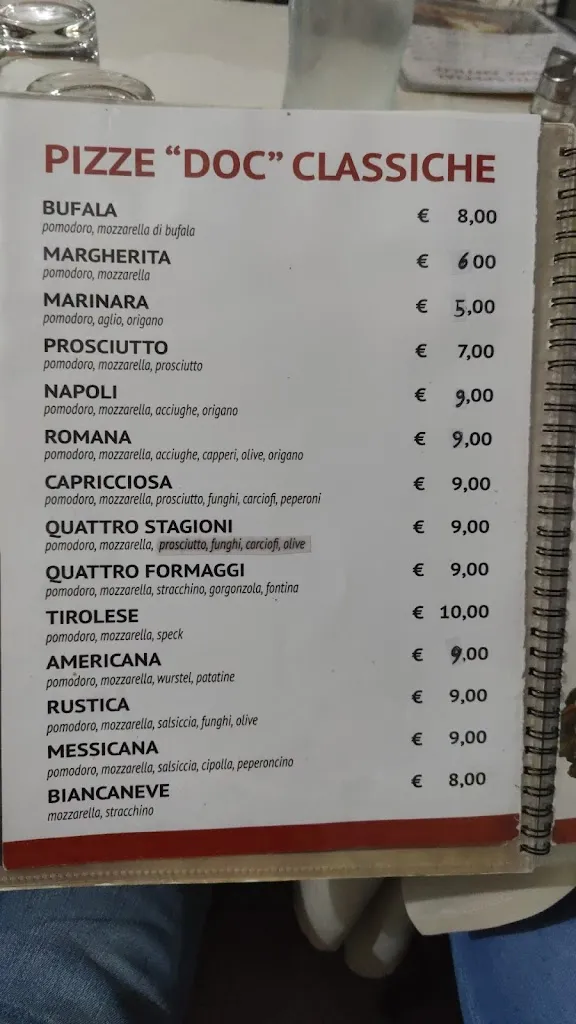 PIZZE “DOC” CLASSICHE
BUFALA € 8,00
pomodoro, mozzarella di bufala
MARGHERITA € 6 00
pomodoro, mozzarella
MARINARA € 5,00
pomodoro, aglio, origano
PROSCIUTTO € 7,00
pomodoro, mozzarella, prosciutto
NAPOLI € 9,00
pomodoro, mozzarella, acciughe, origano
ROMANA € 9,00
pomodoro, mozzarella, acciughe, capperi, olive, origano
CAPRICCIOSA € 9,00
pomodoro, mozzarella, prosciutto, funghi, carciofi, peperoni
QUATTRO STAGIONI € 9,00
pomodoro, mozzarella, prosciutto, funghi, carciofi, olive
QUATTRO FORMAGGI € 9,00
pomodoro, mozzarella, stracchino, gorgonzola, fontina
TIROLESE € 10,00
pomodoro, mozzarella, speck
AMERICANA € 9,00
pomodoro, mozzarella, wurstel, patatine
RUSTICA € 9,00
pomodoro, mozzarella, salsiccia, funghi, olive
MESSICANA € 9,00
pomodoro, mozzarella, salsiccia, cipolla, peperoncino
BIANCANEVE € 8,00
mozzarella, stracchino